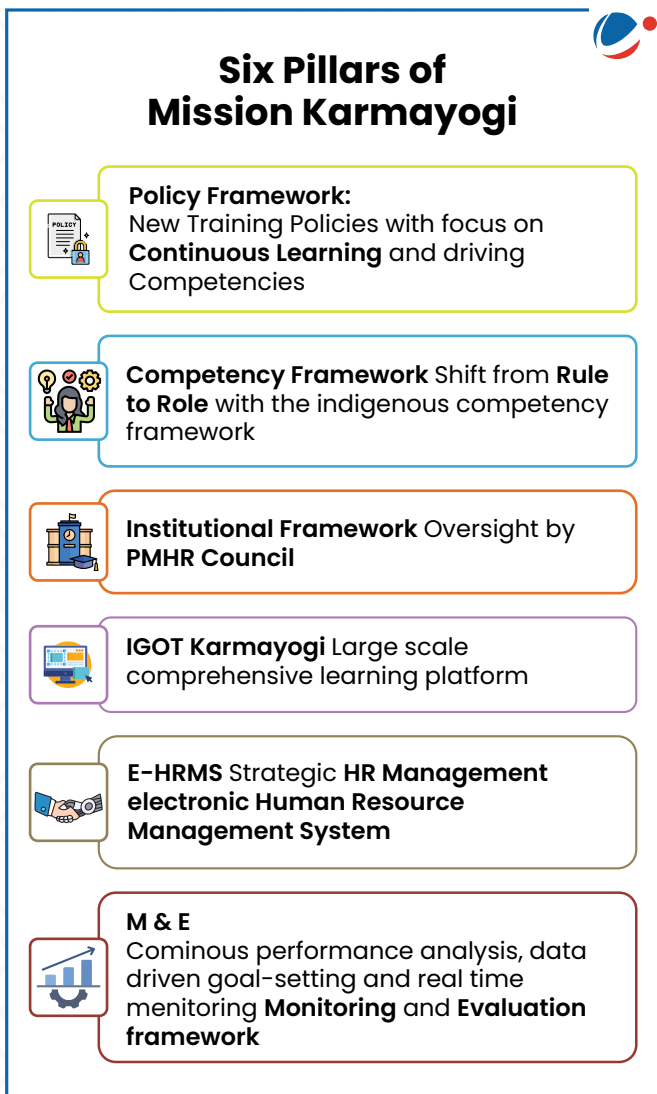 Six Pillars of
Mission Karmayogi
POLICY
Policy Framework:
New Training Policies with focus on
Continuous Learning and driving
Competencies
Competency Framework Shift from Rule
to Role with the indigenous competency
framework
Institutional Framework Oversight by
PMHR Council
IGOT Karmayogi Large scale
comprehensive learning platform
E-HRMS Strategic HR Management
electronic Human Resource
Management System
M & E
Cominous performance analysis, data
driven goal-setting and real time
menitoring Monitoring and Evaluation
framework